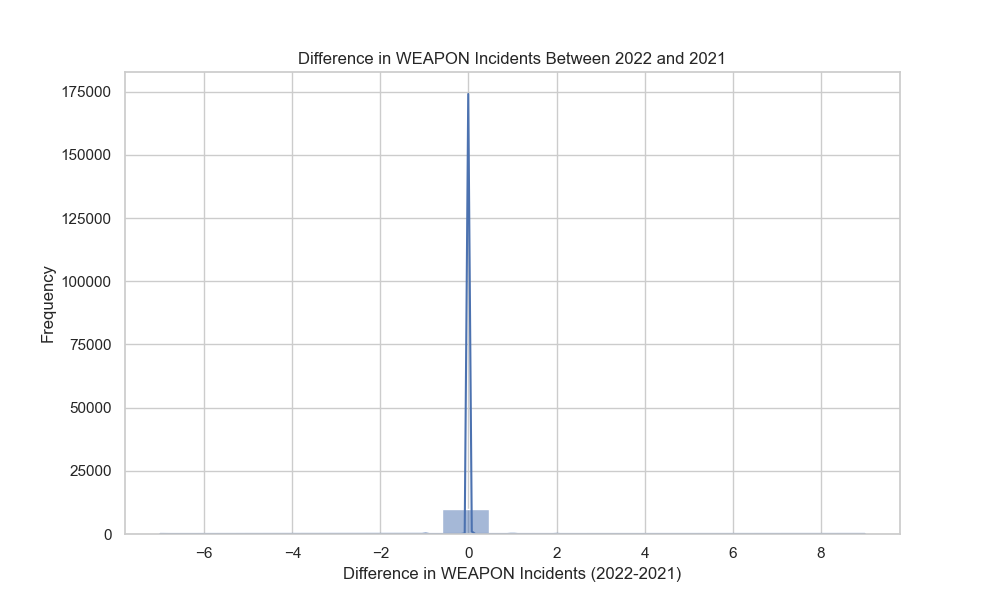 Difference in WEAPON Incidents Between 2022 and 2021
Frequency
175000
150000
125000
100000
75000
50000
25000
0
−6 −4 −2 0 2 4 6 8
Difference in WEAPON Incidents (2022-2021)